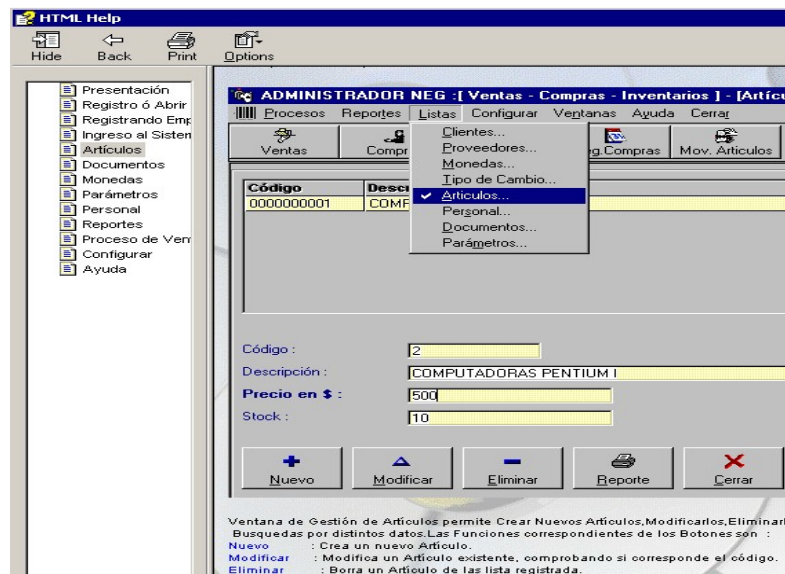 HTML Help
Hide Back Print Options
Presentación
Registro ó Abrir
Registrando Emp
Ingreso al Sistem
Artículos
Documentos
Monedas
Parámetros
Personal
Reportes
Proceso de Ven
Configurar
Ayuda
ADMINISTRADOR NEG :[ Ventas - Compras - Inventarios ] - [Artíc
Procesos Reportes Listas Configurar Ventanas Ayuda Cerrar
Ventas Compr g.Compras Mov. Articulos
Clientes...
Proveedores...
Monedas...
Tipo de Cambio...
Articulos...
Personal...
Documentos...
Parámetros...
Código Desc
0000000001 COMP
Código : 2
Descripción : COMPUTADORAS PENTIUM I
Precio en $ : 500
Stock : 10
Nuevo Modificar Eliminar Reporte Cerrar
Ventana de Gestión de Artículos permite Crear Nuevos Artículos,Modificarlos,Eliminarl
Busquedas por distintos datos.Las Funciones correspondientes de los Botones son :
Nuevo : Crea un nuevo Artículo.
Modificar : Modifica un Artículo existente, comprobando si corresponde el código.
Eliminar : Borra un Artículo de las lista registrada.